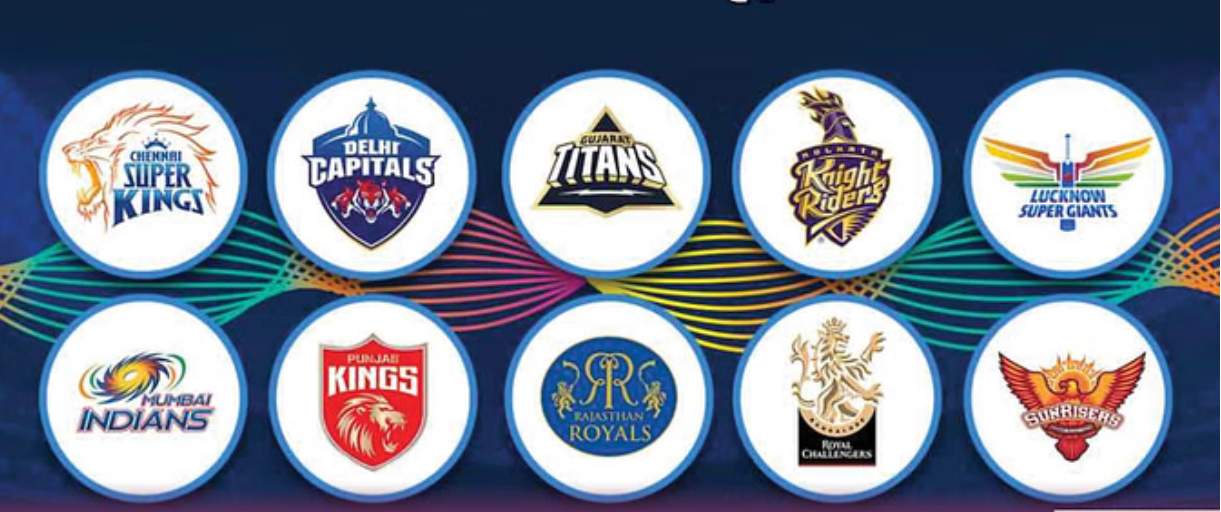 CHENNAI
SUPER
KINGS
DELHI
CAPITALS
GUJARAT
TITANS
KOLKATA
Knight
Riders
LUCKNOW
SUPER GIANTS
MUMBAI
INDIANS
PUNJAB
KINGS
RR
RAJASTHAN
ROYALS
BANGALORE
ROYAL
CHALLENGERS
SUNRISERS